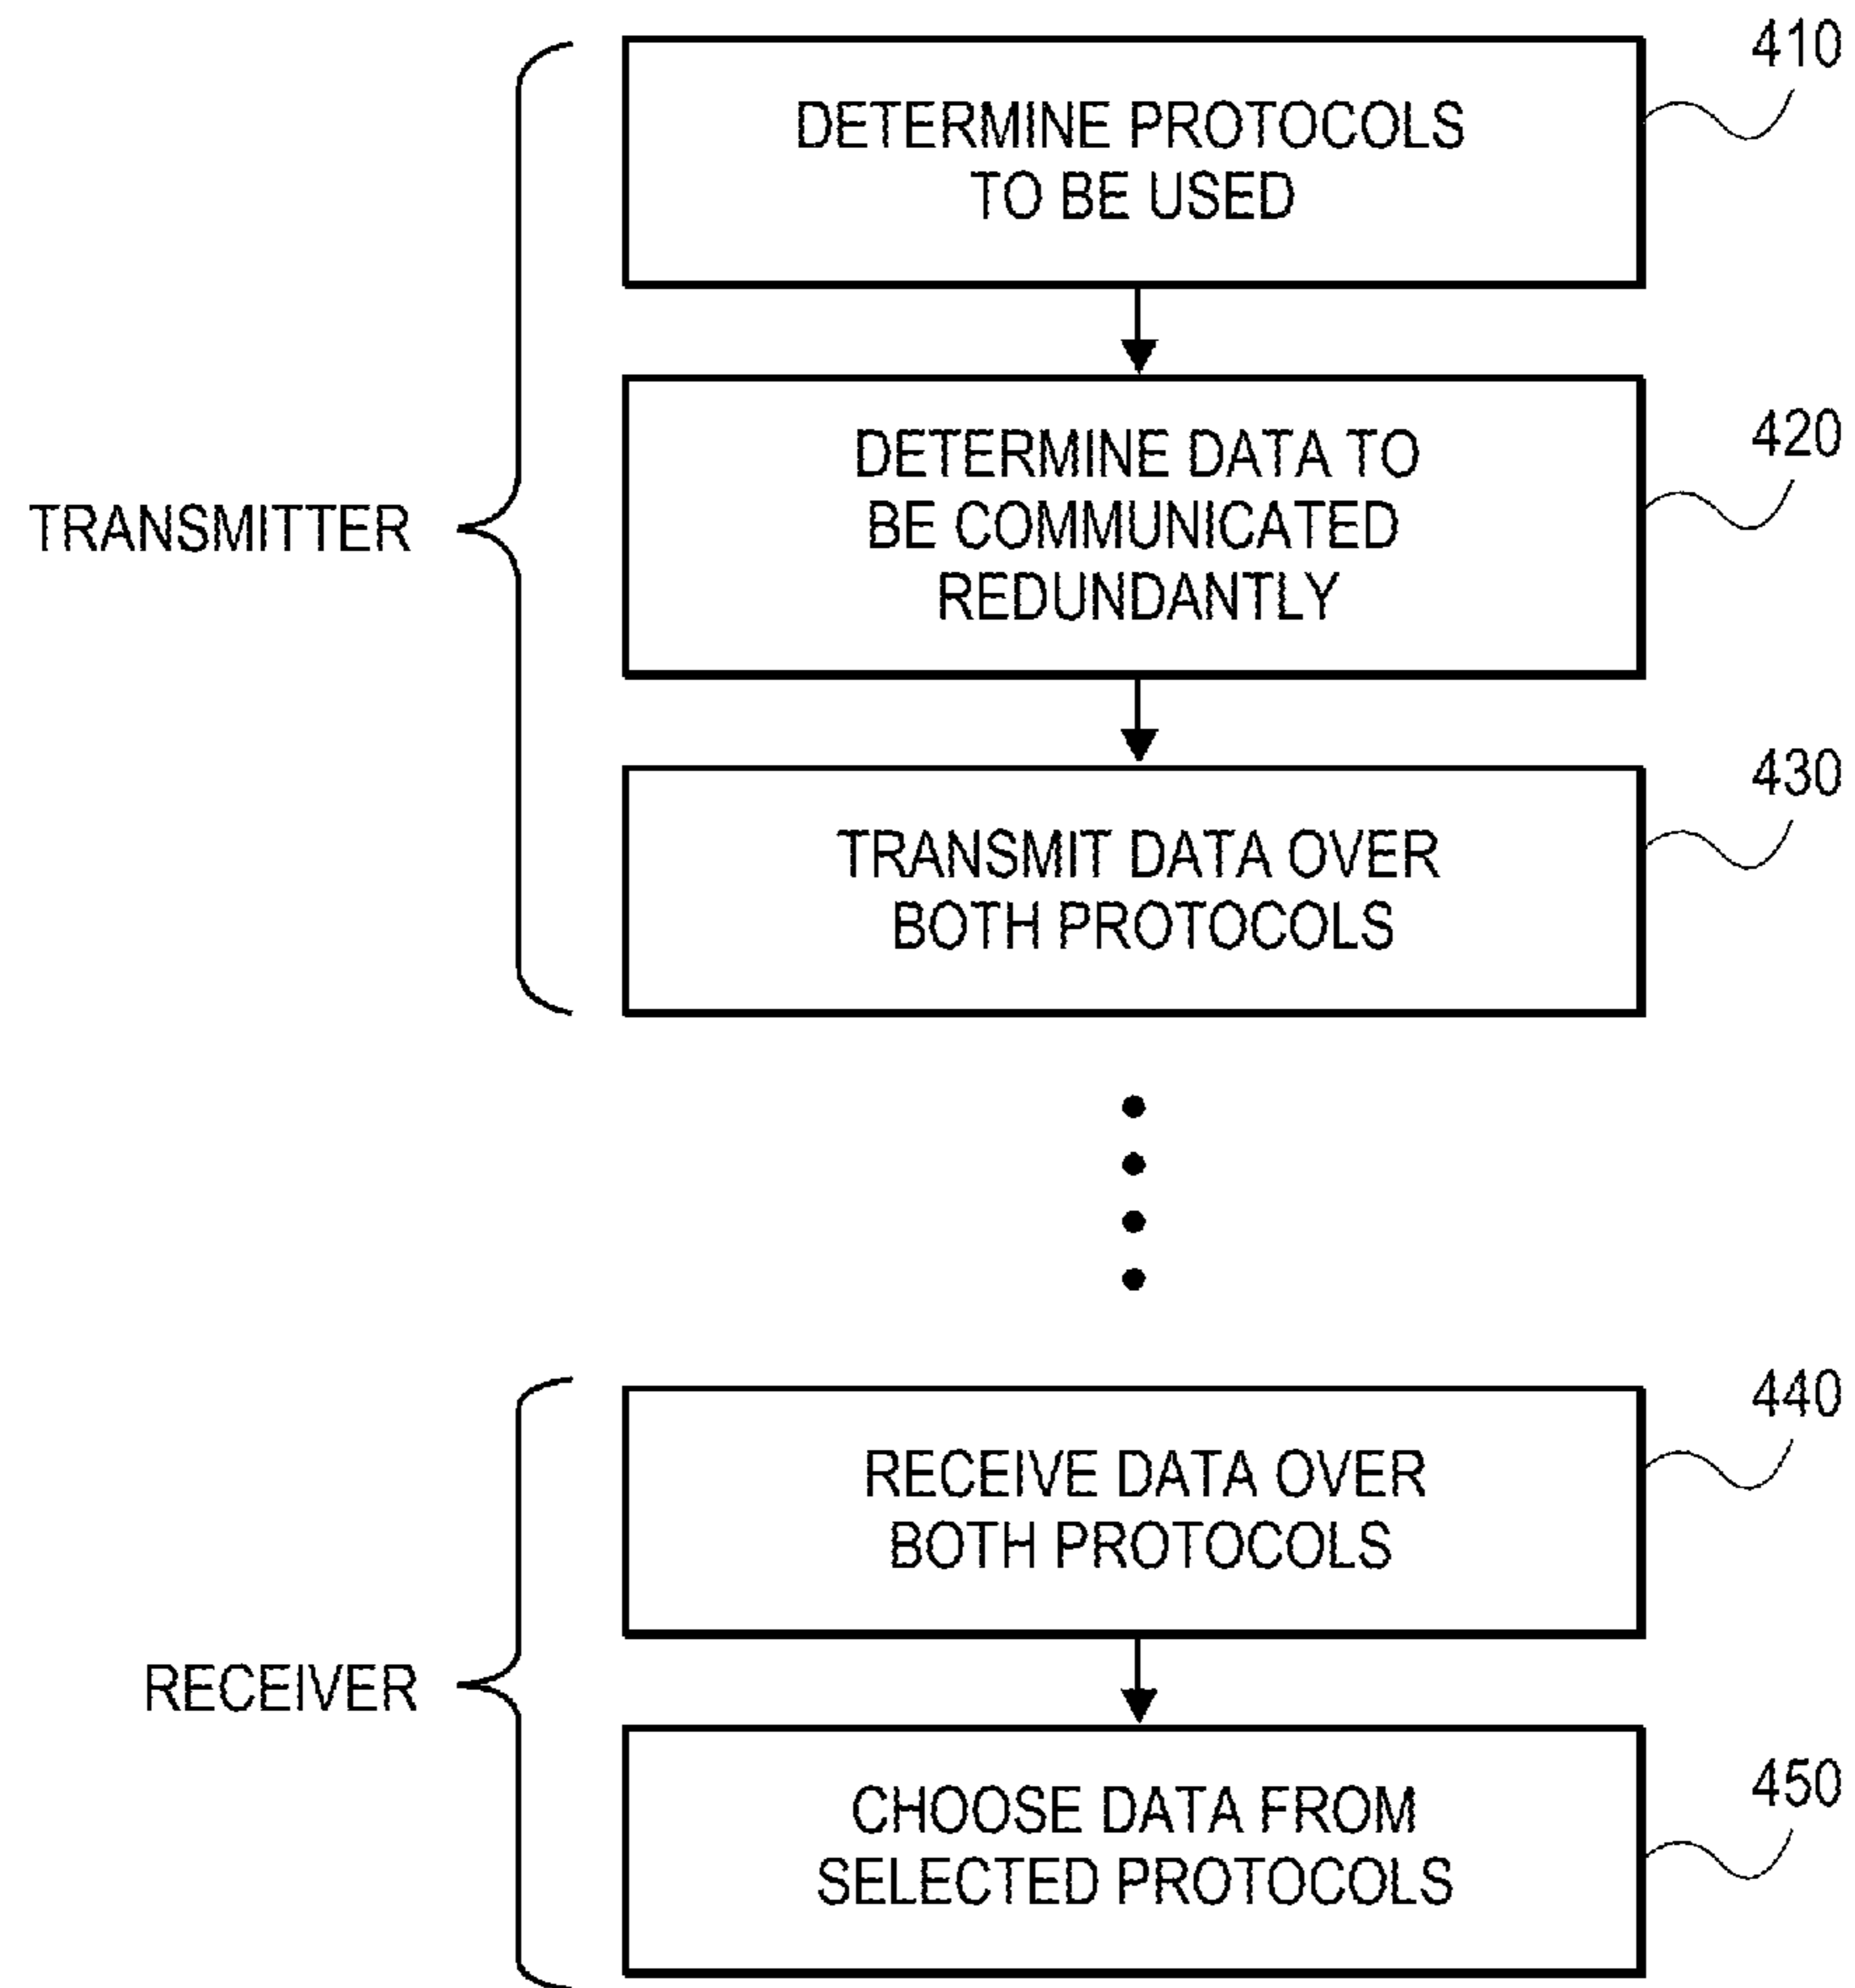 410
DETERMINE PROTOCOLS
TO BE USED
420
DETERMINE DATA TO
BE COMMUNICATED
REDUNDANTLY
TRANSMITTER
430
TRANSMIT DATA OVER
BOTH PROTOCOLS
440
RECEIVE DATA OVER
BOTH PROTOCOLS
RECEIVER
450
CHOOSE DATA FROM
SELECTED PROTOCOLS